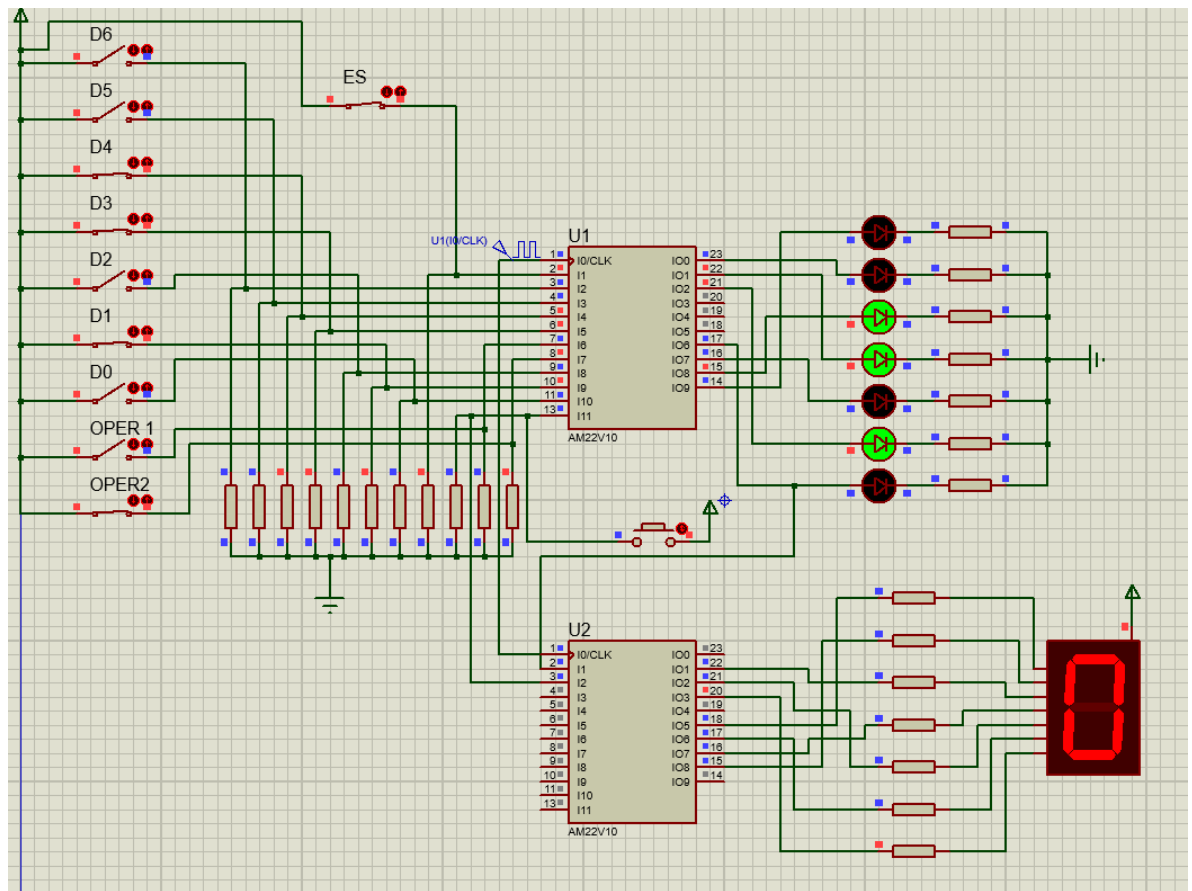 D6
ES
D5
D4
D3
D2
D1
D0
OPER 1
OPER2
U1(I0/CLK)
U1
1 I0/CLK IO0 23
2 I1 IO1 22
3 I2 IO2 21
4 I3 IO3 20
5 I4 IO4 19
6 I5 IO5 18
7 I6 IO6 17
8 I7 IO7 16
9 I8 IO8 15
10 I9 IO9 14
11 I10
13 I11
AM22V10
U2
1 I0/CLK IO0 23
2 I1 IO1 22
3 I2 IO2 21
4 I3 IO3 20
5 I4 IO4 19
6 I5 IO5 18
7 I6 IO6 17
8 I7 IO7 16
9 I8 IO8 15
10 I9 IO9 14
11 I10
13 I11
AM22V10
0